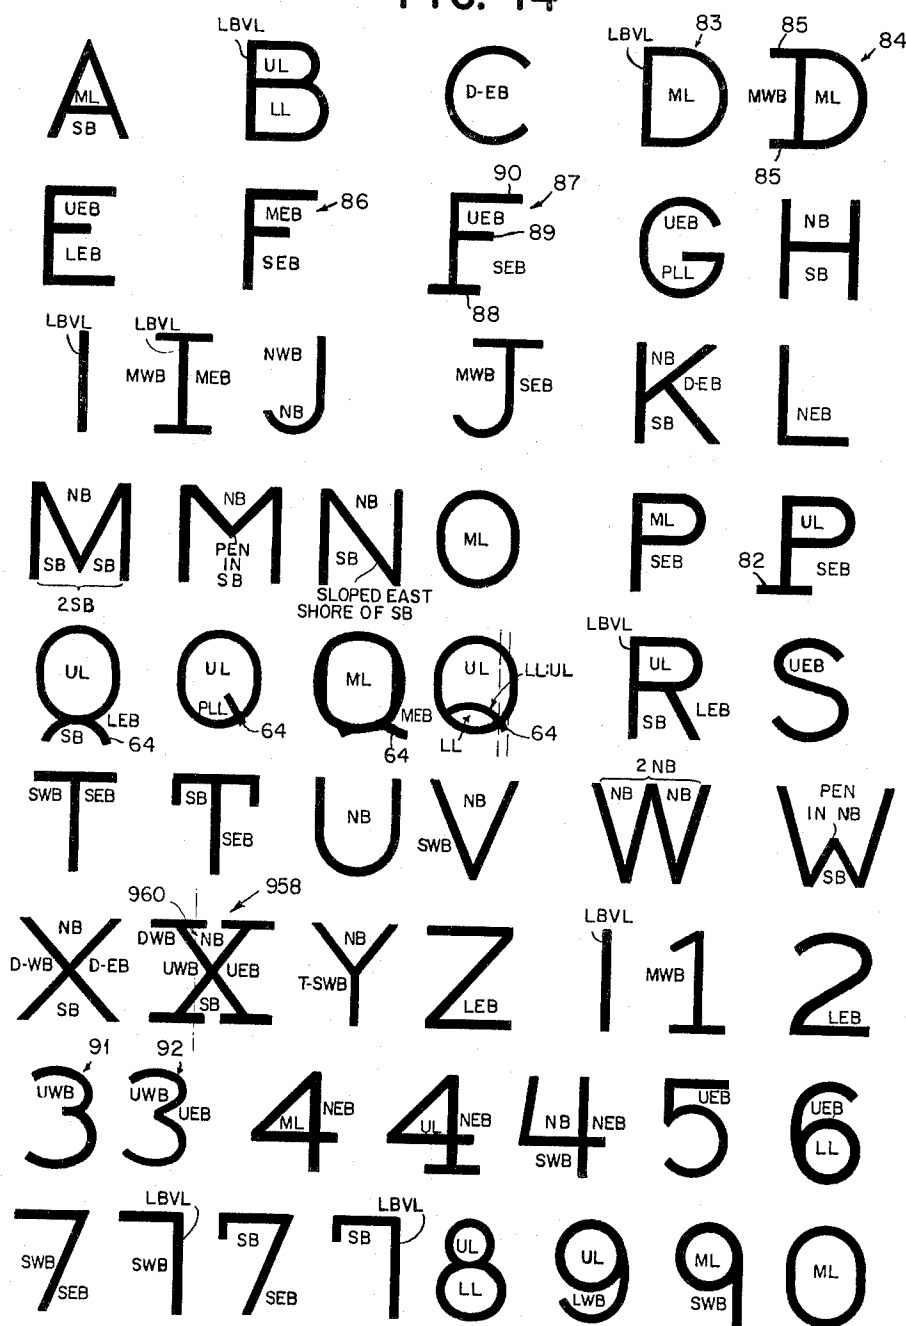 FIG. 14
LBVL LBVL 83 85 84
A ML SB B UL LL C D-EB D ML MWB D ML
85
90 87
E UEB LEB F MEB 86 SEB F UEB 89 SEB G UEB PLL H NB SB
88
LBVL LBVL
I MWB I MEB NWB J NB MWB J SEB K NB D-EB SB L NEB
M NB SB SB M NB PEN IN SB N NB SB O ML P ML SEB P UL SEB
82
2SB SLOPED EAST
SHORE OF SB
LBVL
Q UL LEB SB 64 Q UL PLL 64 Q ML MEB 64 Q UL LL:UL LL 64 R UL SB LEB S UEB
2 NB
SWB T SEB T SB SEB U NB SWB V NB W NB NB W PEN
IN NB
SB
960 958 LBVL
X NB D-WB D-EB SB X DWB NB UWB UEB SB Y NB T-SWB Z LEB 1 MWB 1 2 LEB
91 92
3 UWB 3 UWB UEB 4 ML NEB 4 UL NEB 4 NB NEB SWB 5 UEB 6 UEB LL
LBVL LBVL
7 SWB SEB 7 SWB 7 SB SEB 7 SB 8 UL LL 9 UL LWB 9 ML SWB 0 ML